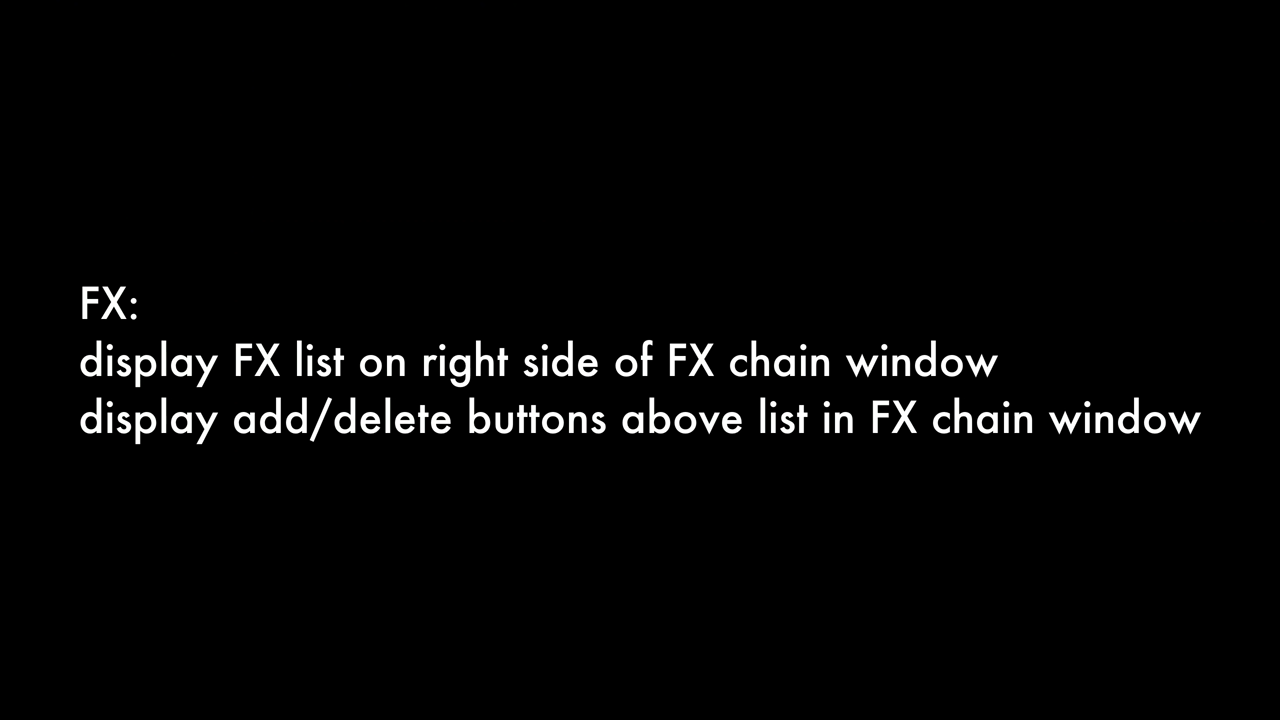 FX:
display FX list on right side of FX chain window
display add/delete buttons above list in FX chain window